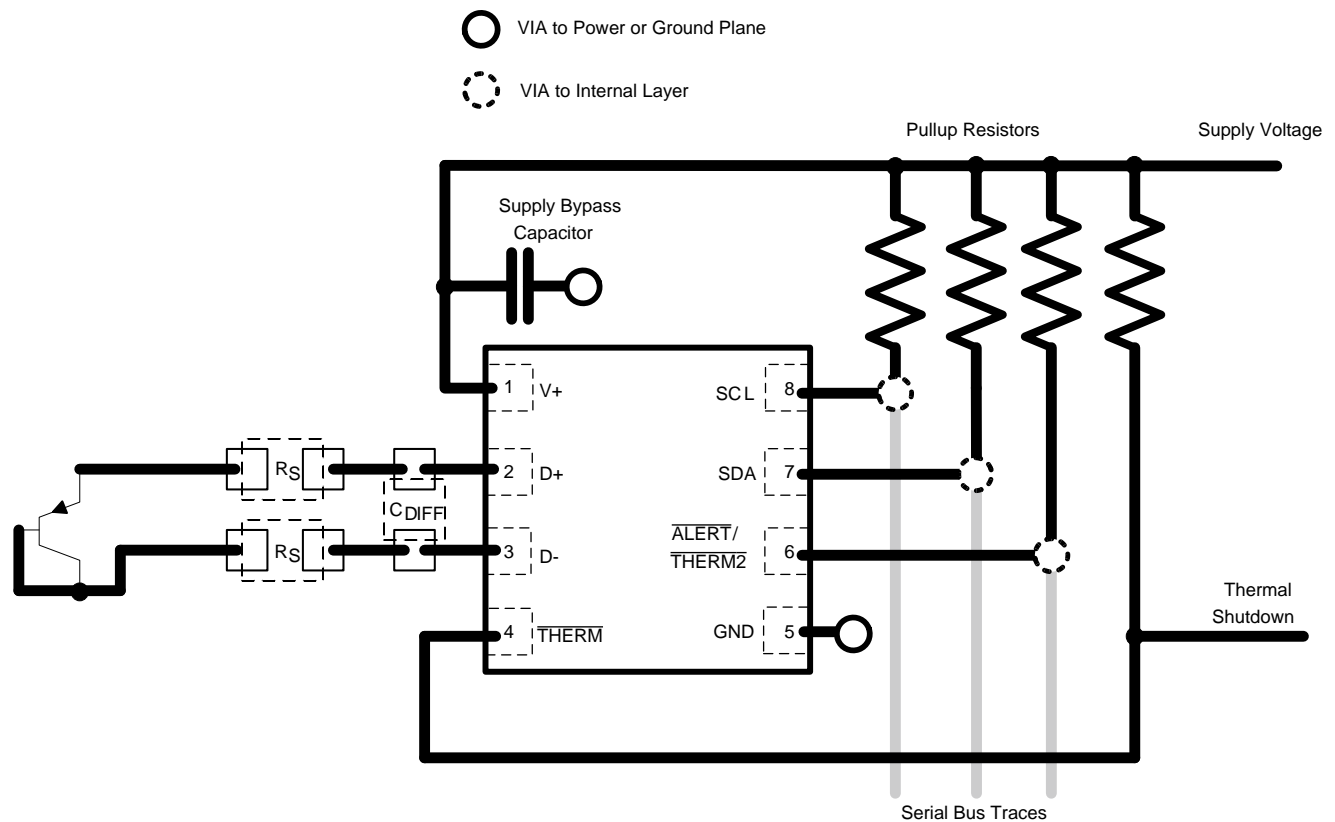 VIA to Power or Ground Plane
VIA to Internal Layer
Pullup Resistors
Supply Voltage
Supply Bypass
Capacitor
1
V+
SCL
8
RS
2
D+
SDA
7
CDIFF
RS
3
D-
ALERT/
THERM2
6
4
THERM
GND
5
Thermal
Shutdown
Serial Bus Traces